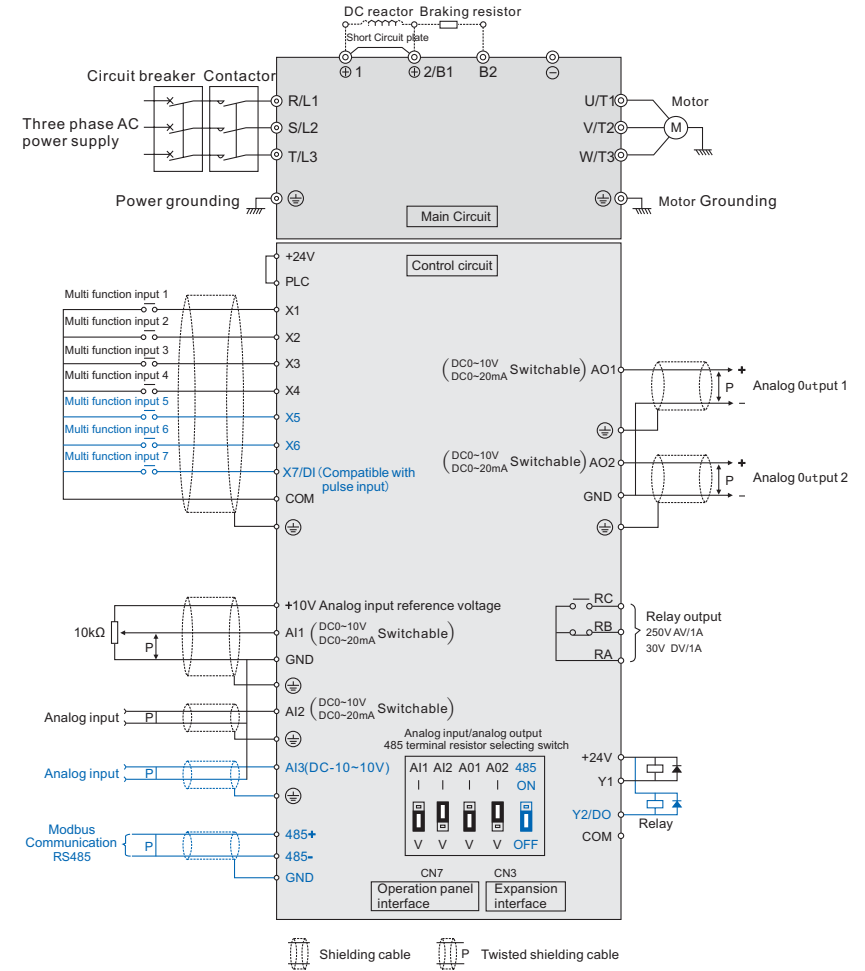 DC reactor Braking resistor
Short Circuit plate
⊕ 1
⊕ 2/B1
B2
⊖
Circuit breaker Contactor
Three phase AC
power supply
R/L1
S/L2
T/L3
U/T1
V/T2
W/T3
Motor
M
Power grounding
Motor Grounding
Main Circuit
+24V
PLC
Control circuit
Multi function input 1
X1
Multi function input 2
X2
Multi function input 3
X3
Multi function input 4
X4
Multi function input 5
X5
Multi function input 6
X6
Multi function input 7
X7/DI (Compatible with
pulse input)
COM
(DC0~10V
DC0~20mA Switchable) AO1
+
P
-
Analog Output 1
(DC0~10V
DC0~20mA Switchable) AO2
GND
+
P
-
Analog Output 2
+10V Analog input reference voltage
10kΩ
P
AI1 (DC0~10V
DC0~20mA Switchable)
GND
RC
RB
RA
Relay output
250V AV/1A
30V DV/1A
Analog input
P
AI2 (DC0~10V
DC0~20mA Switchable)
Analog input
P
AI3(DC-10~10V)
Analog input/analog output
485 terminal resistor selecting switch
AI1 AI2 A01 A02 485
I I I I ON
V V V V OFF
+24V
Y1
Y2/DO
COM
Relay
Modbus
Communication
RS485
P
485+
485-
GND
CN7
Operation panel
interface
CN3
Expansion
interface
Shielding cable
P Twisted shielding cable